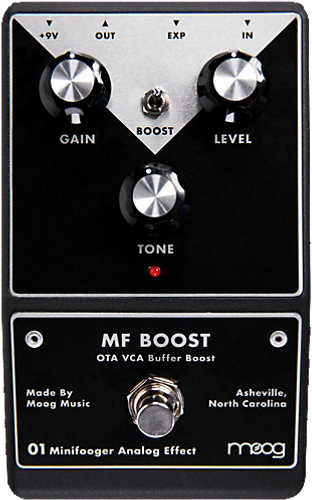 +9V OUT EXP IN
GAIN BOOST LEVEL
TONE
MF BOOST
OTA VCA Buffer Boost
Made By
Moog Music
Asheville,
North Carolina
01 Minifooger Analog Effect
moog